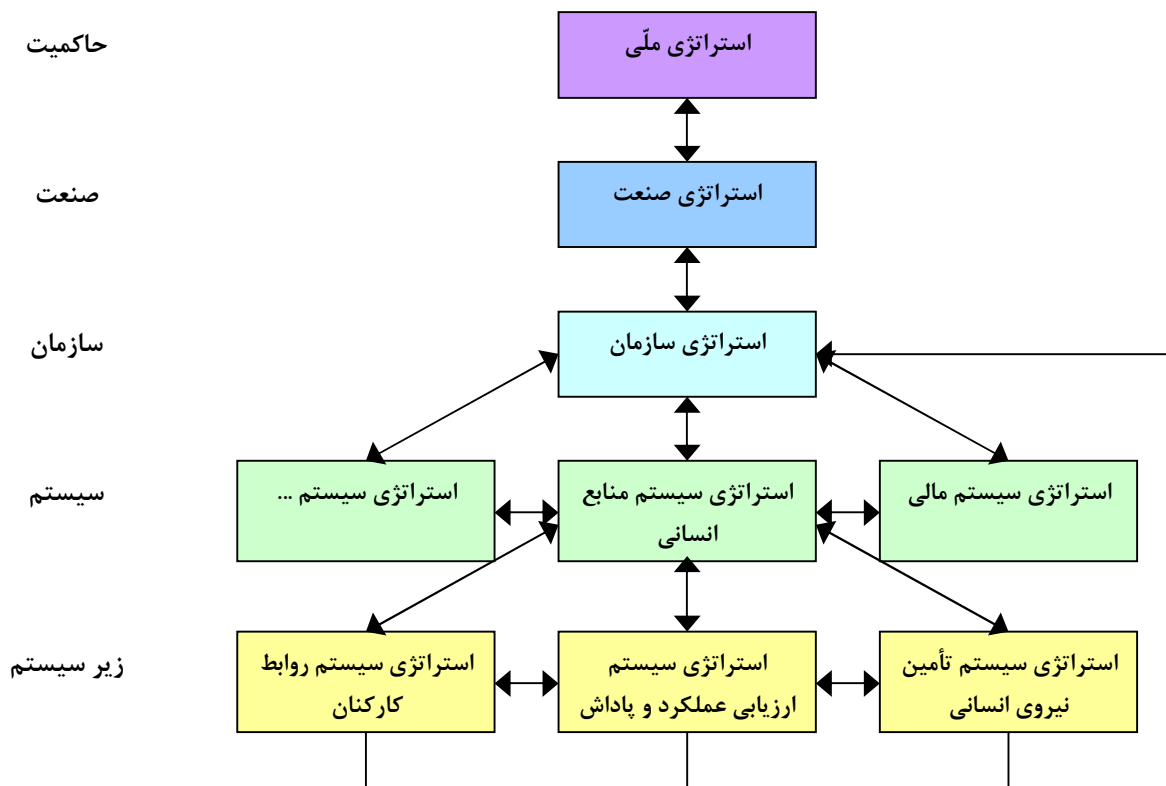 حاکمیت
استراتژی ملّی
صنعت
استراتژی صنعت
سازمان
استراتژی سازمان
سیستم
استراتژی سیستم مالی
استراتژی سیستم منابع
انسانی
استراتژی سیستم ...
زیر سیستم
استراتژی سیستم تأمین
نیروی انسانی
استراتژی سیستم
ارزیابی عملکرد و پاداش
استراتژی سیستم روابط
کارکنان